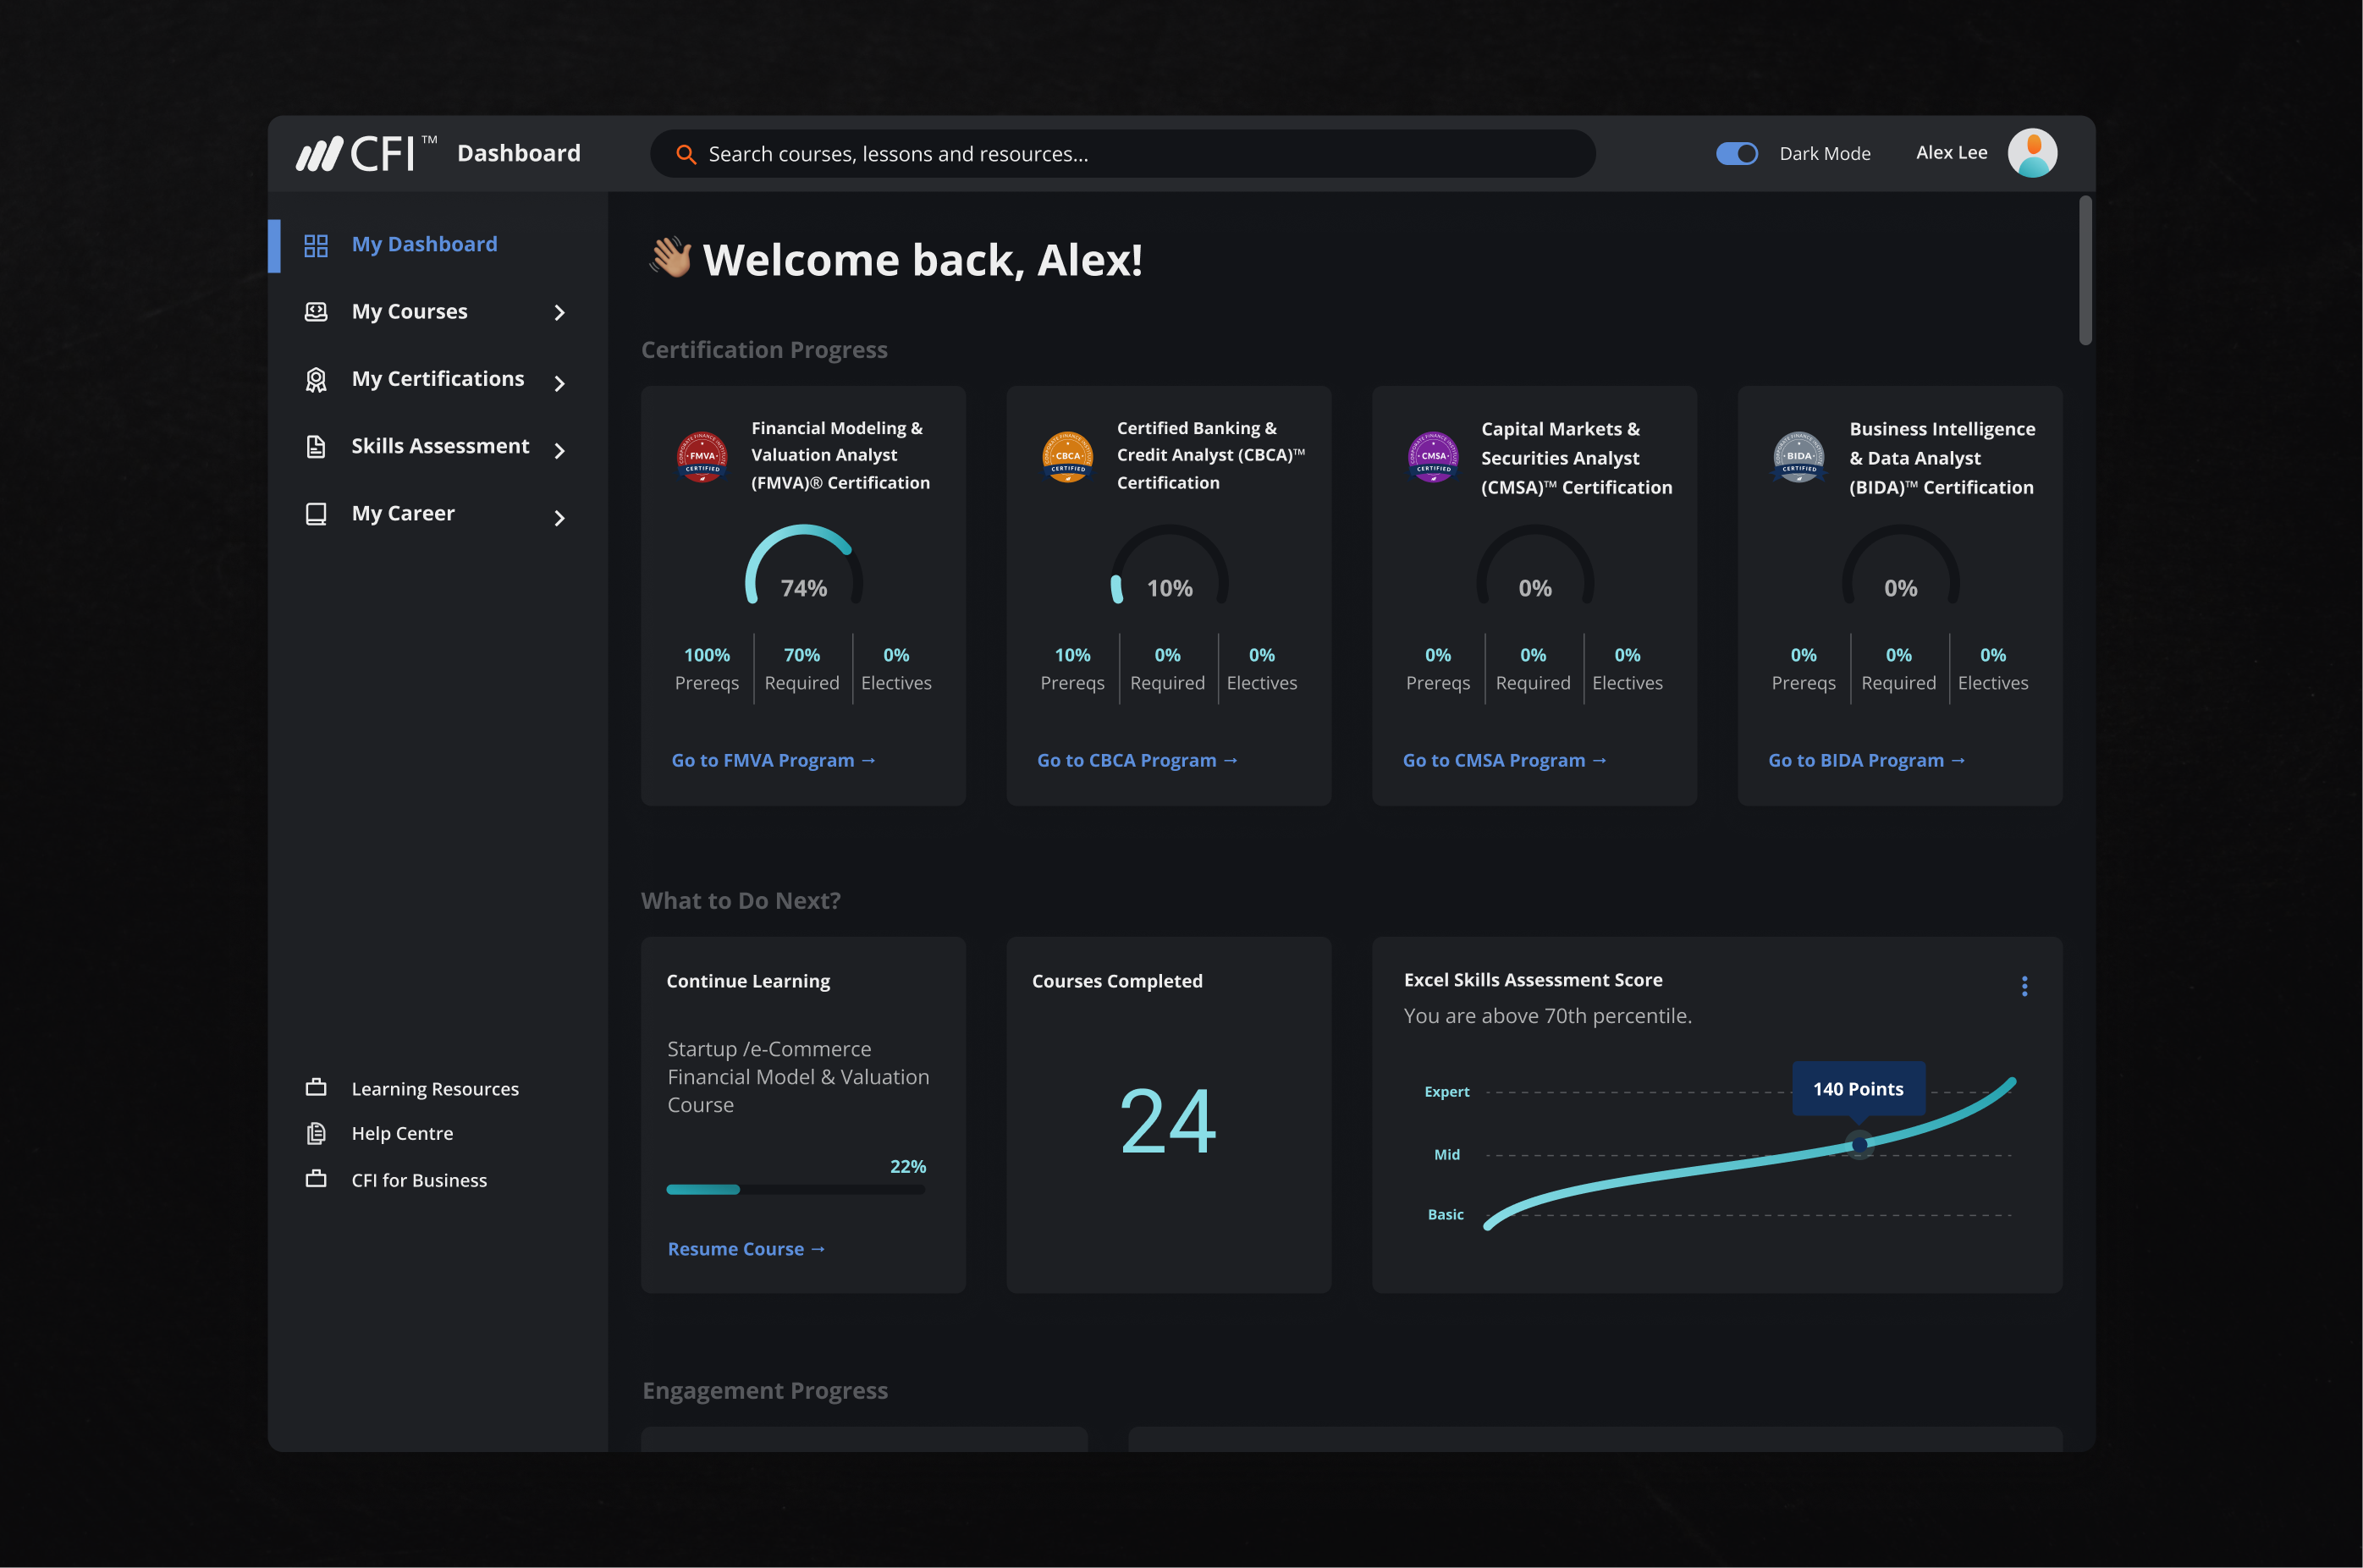 CFI™ Dashboard
Search courses, lessons and resources...
Dark Mode
Alex Lee
My Dashboard
My Courses
My Certifications
Skills Assessment
My Career
Learning Resources
Help Centre
CFI for Business
👋🏽 Welcome back, Alex!
Certification Progress
FMVA
CERTIFIED
Financial Modeling &
Valuation Analyst
(FMVA)® Certification
74%
100% 70% 0%
Prereqs Required Electives
Go to FMVA Program →
CBCA
CERTIFIED
Certified Banking &
Credit Analyst (CBCA)™
Certification
10%
10% 0% 0%
Prereqs Required Electives
Go to CBCA Program →
CMSA
CERTIFIED
Capital Markets &
Securities Analyst
(CMSA)™ Certification
0%
0% 0% 0%
Prereqs Required Electives
Go to CMSA Program →
BIDA
CERTIFIED
Business Intelligence
& Data Analyst
(BIDA)™ Certification
0%
0% 0% 0%
Prereqs Required Electives
Go to BIDA Program →
What to Do Next?
Continue Learning
Startup /e-Commerce
Financial Model & Valuation
Course
22%
Resume Course →
Courses Completed
24
Excel Skills Assessment Score
You are above 70th percentile.
140 Points
Expert
Mid
Basic
Engagement Progress